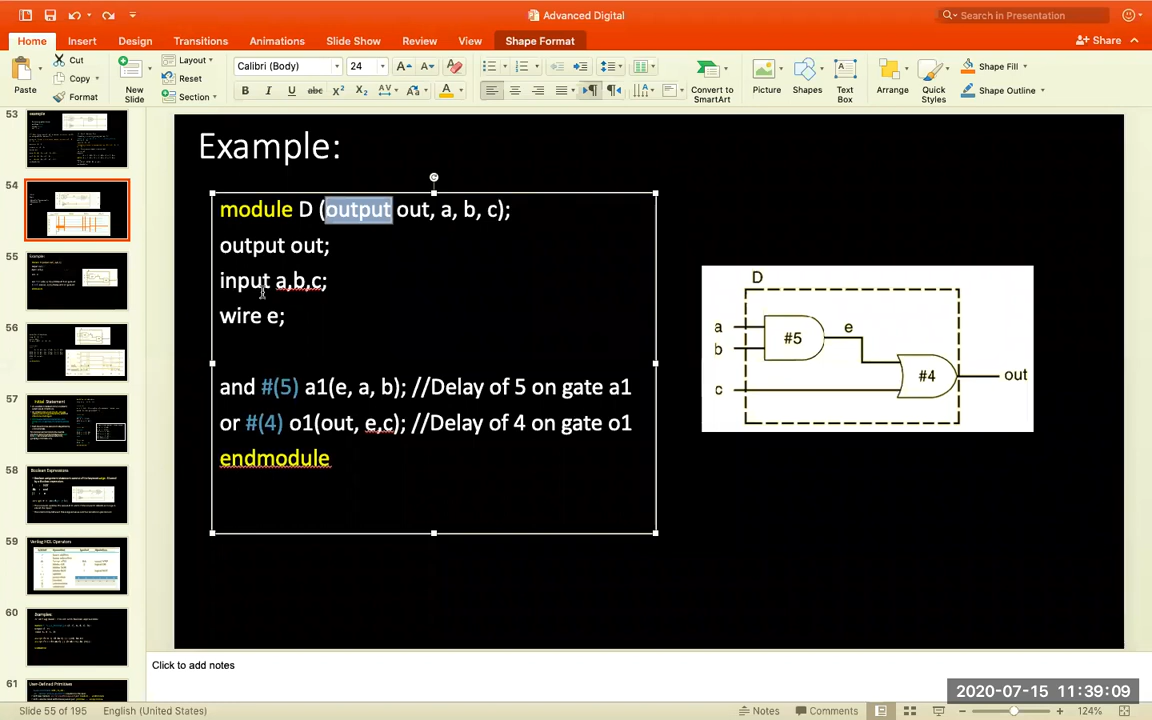 Advanced Digital
Search in Presentation
Home
Insert
Design
Transitions
Animations
Slide Show
Review
View
Shape Format
Share
Paste
Cut
Copy
Format
New
Slide
Layout
Reset
Section
Calibri (Body)
24
Convert to
SmartArt
Picture
Shapes
Text
Box
Arrange
Quick
Styles
Shape Fill
Shape Outline
53
54
55
56
57
58
59
60
61
Example:
module D (output out, a, b, c);
output out;
input a,b,c;
wire e;
and #(5) a1(e, a, b); //Delay of 5 on gate a1
or #(4) o1(out, e,c); //Delay of 4 on gate o1
endmodule
D
a
b
c
#5
e
#4
out
Click to add notes
2020-07-15 11:39:09
Slide 55 of 195
English (United States)
Notes
Comments
124%